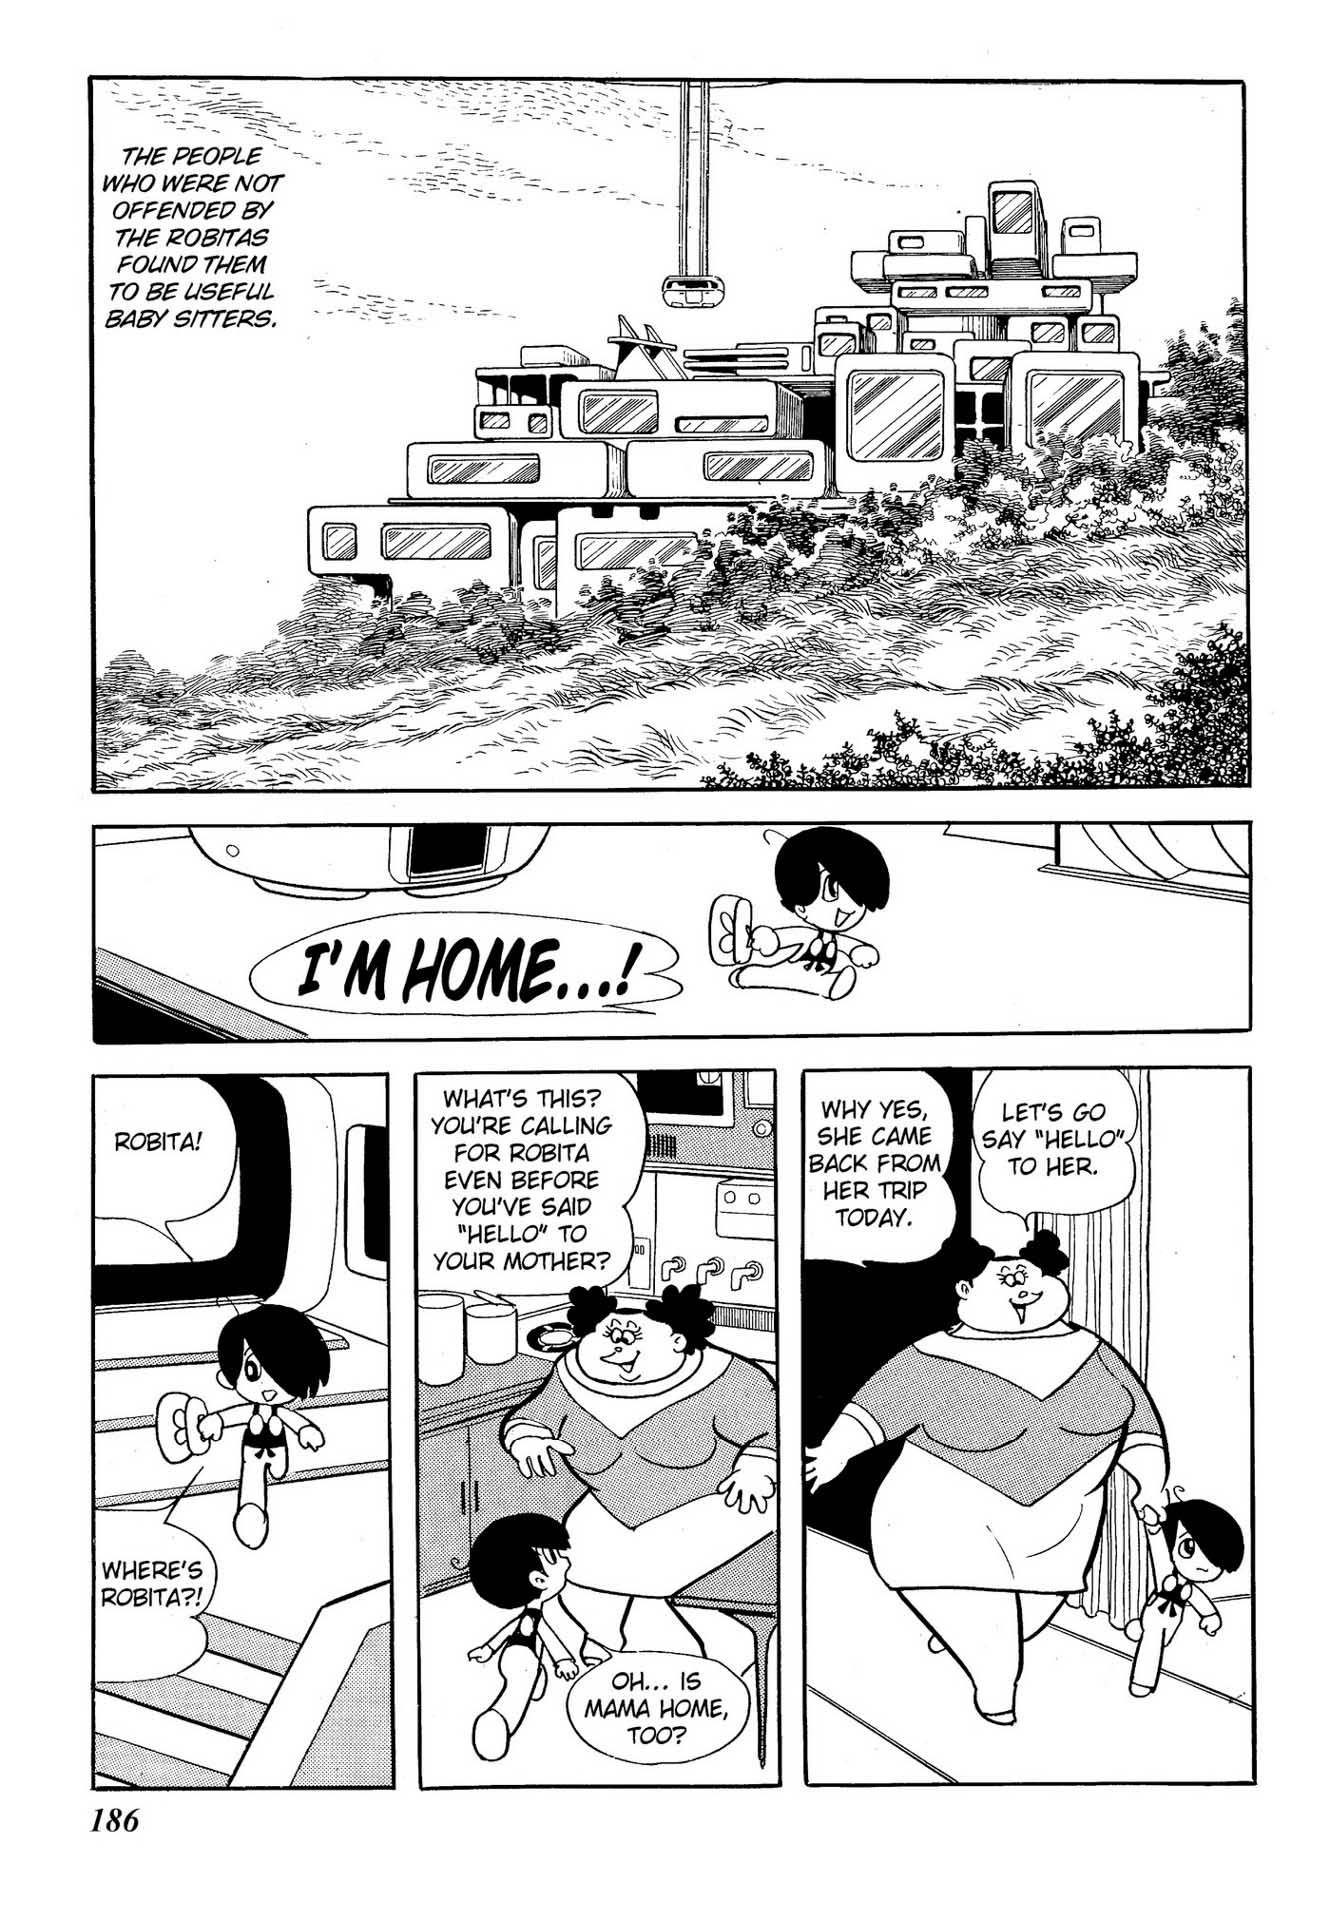 THE PEOPLE
WHO WERE NOT
OFFENDED BY
THE ROBITAS
FOUND THEM
TO BE USEFUL
BABY SITTERS.
I'M HOME...!
ROBITA!
WHERE'S
ROBITA?!
WHAT'S THIS?
YOU'RE CALLING
FOR ROBITA
EVEN BEFORE
YOU'VE SAID
"HELLO" TO
YOUR MOTHER?
OH... IS
MAMA HOME,
TOO?
WHY YES,
SHE CAME
BACK FROM
HER TRIP
TODAY.
LET'S GO
SAY "HELLO"
TO HER.
186